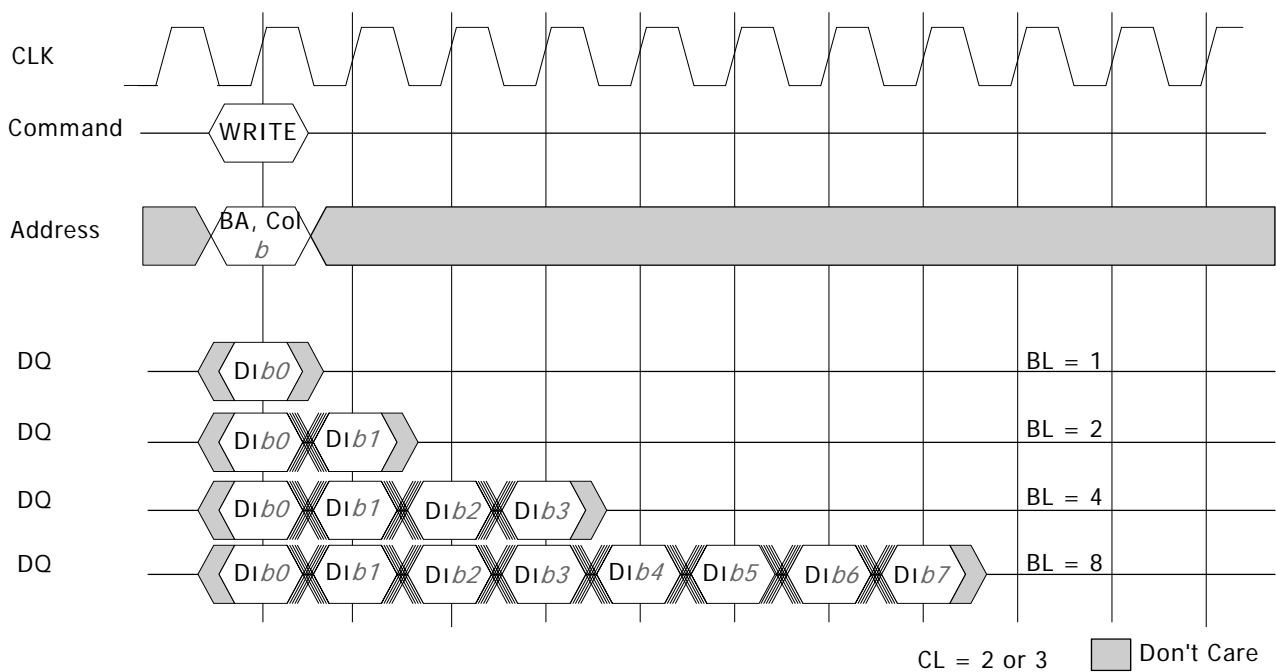 CLK
Command WRITE
Address BA, Col
b
DQ DIb0 BL = 1
DQ DIb0 DIb1 BL = 2
DQ DIb0 DIb1 DIb2 DIb3 BL = 4
DQ DIb0 DIb1 DIb2 DIb3 DIb4 DIb5 DIb6 DIb7 BL = 8
CL = 2 or 3 Don't Care